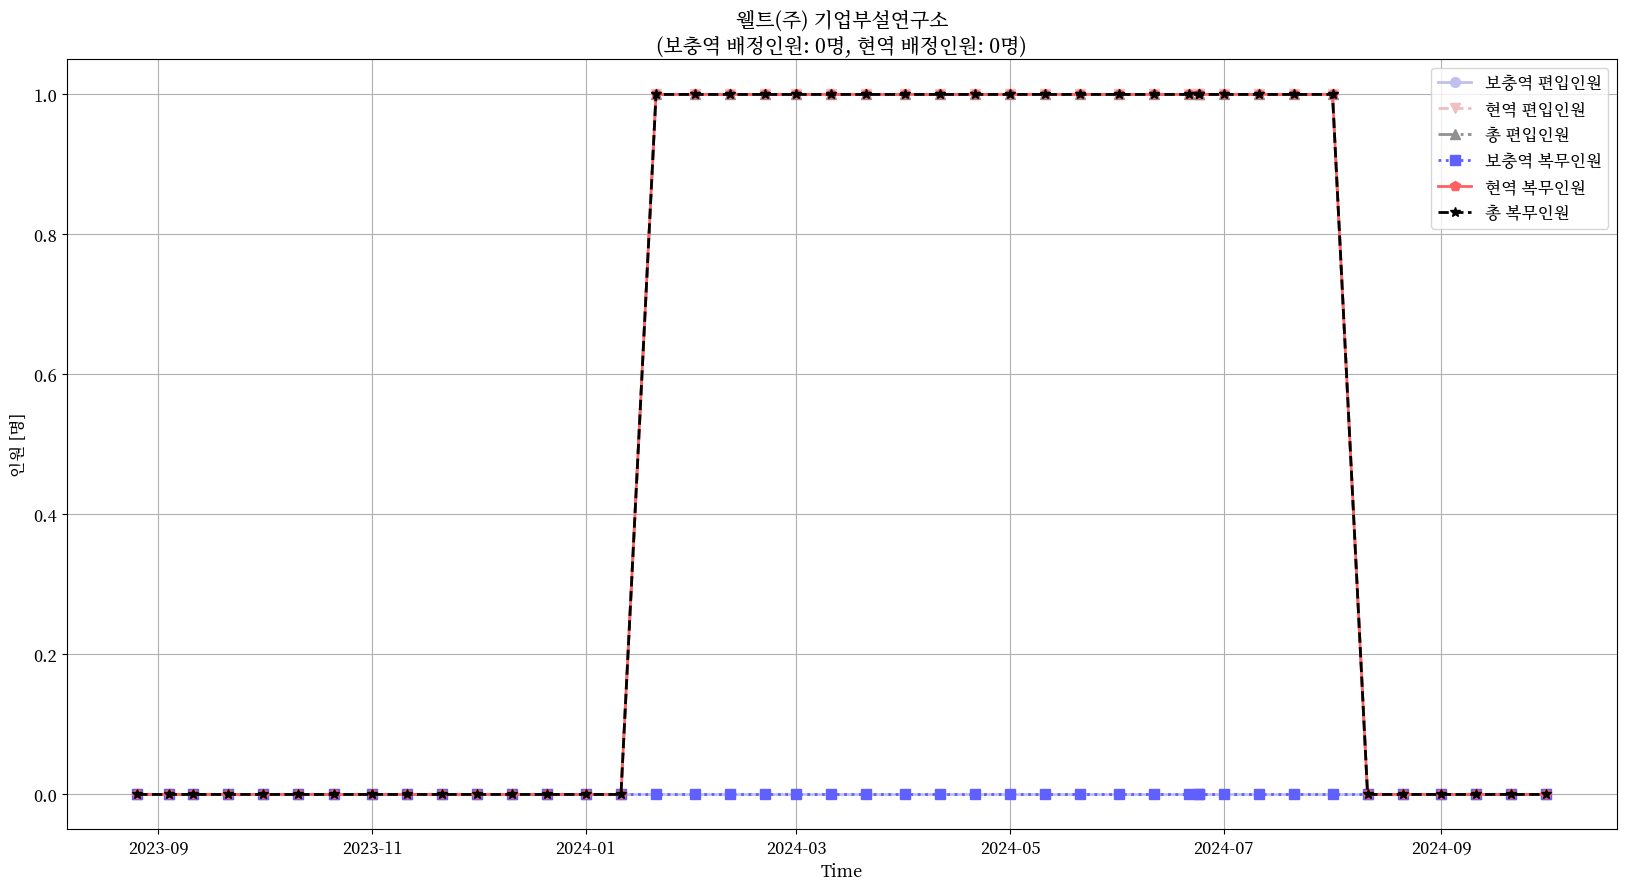 웰트(주) 기업부설연구소
(보충역 배정인원: 0명, 현역 배정인원: 0명)
1.0
0.8
0.6
0.4
0.2
0.0
인원 [명]
보충역 편입인원
현역 편입인원
총 편입인원
보충역 복무인원
현역 복무인원
총 복무인원
2023-09
2023-11
2024-01
2024-03
2024-05
2024-07
2024-09
Time